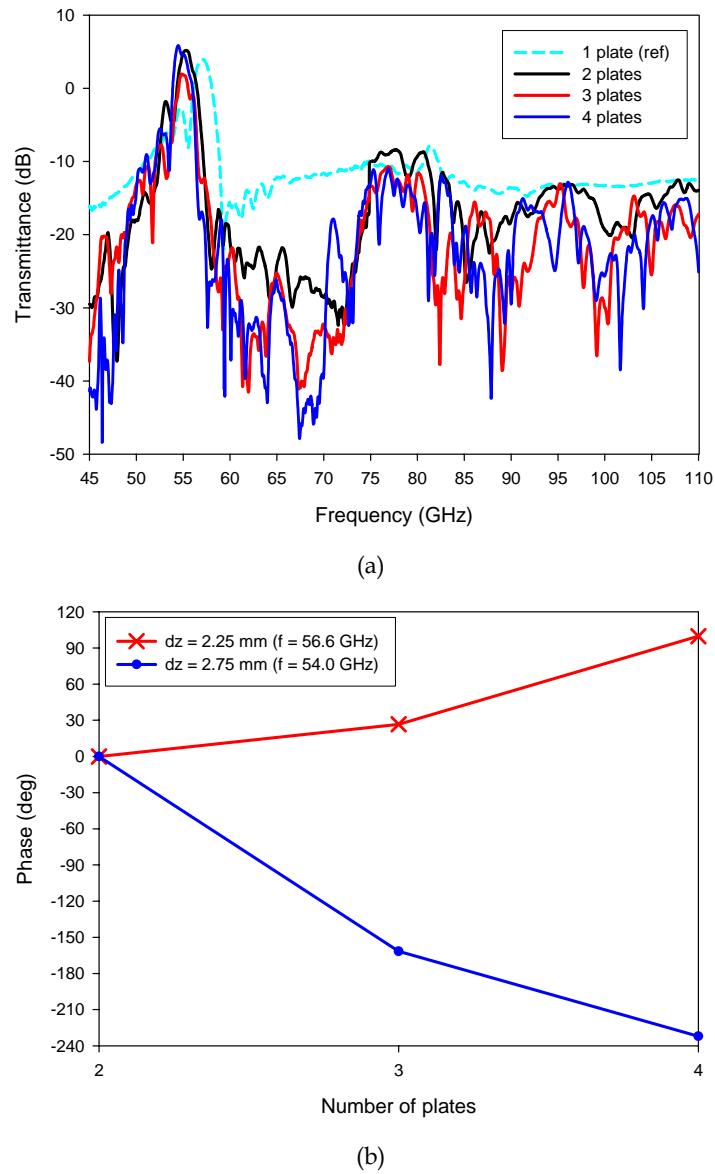 10
0
-10
-20
-30
-40
-50
Transmittance (dB)
1 plate (ref)
2 plates
3 plates
4 plates
45 50 55 60 65 70 75 80 85 90 95 100 105 110
Frequency (GHz)
(a)
120
90
60
30
0
-30
-60
-90
-120
-150
-180
-210
-240
Phase (deg)
dz = 2.25 mm (f = 56.6 GHz)
dz = 2.75 mm (f = 54.0 GHz)
2 3 4
Number of plates
(b)